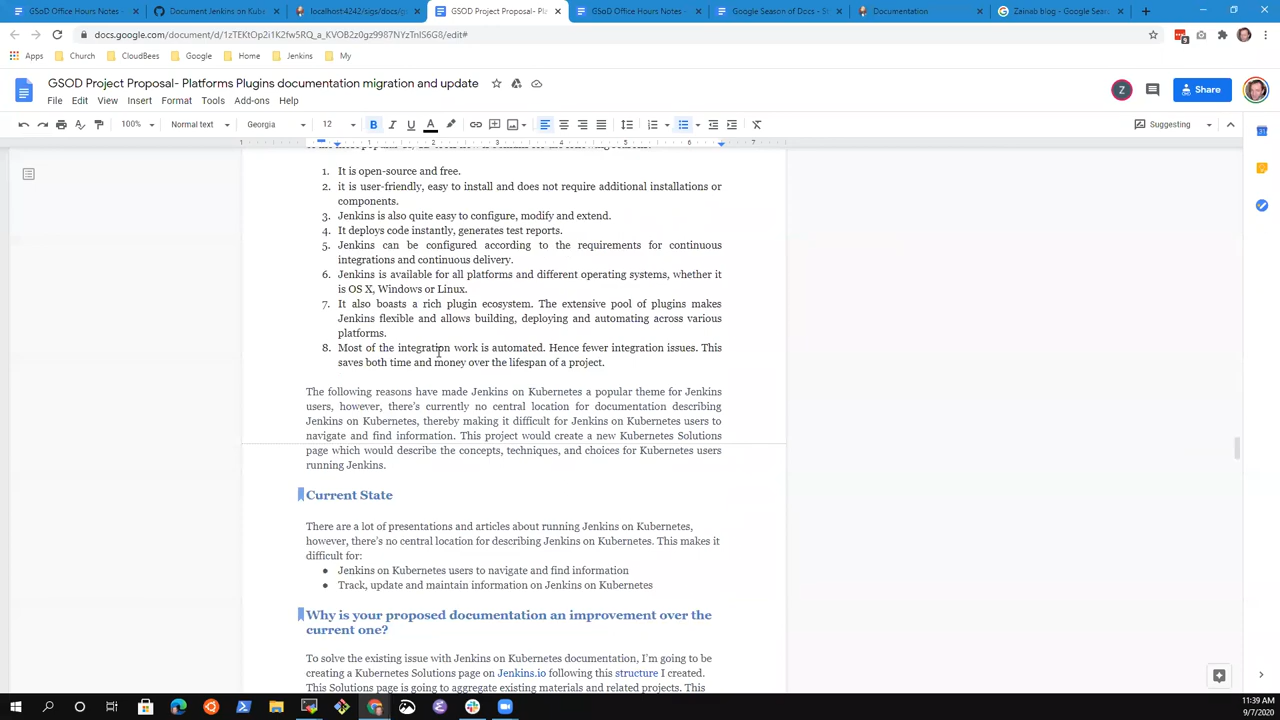 GSoD Office Hours Notes -
Document Jenkins on Kube
localhost:4242/sigs/docs/gs
GSOD Project Proposal- Plat
GSoD Office Hours Notes -
Google Season of Docs - S
Documentation
Zainab blog - Google Seas
docs.google.com/document/d/
Apps Church CloudBees Google Home Jenkins My
GSOD Project Proposal- Platforms Plugins documentation migration and update
Z Share
File Edit View Insert Format Tools Add-ons Help
100% Normal text Georgia 12 B I U A Suggesting
1 1 2 3 4 5 6 7
1. It is open-source and free.
2. it is user-friendly, easy to install and does not require additional installations or
components.
3. Jenkins is also quite easy to configure, modify and extend.
4. It deploys code instantly, generates test reports.
5. Jenkins can be configured according to the requirements for continuous
integrations and continuous delivery.
6. Jenkins is available for all platforms and different operating systems, whether it
is OS X, Windows or Linux.
7. It also boasts a rich plugin ecosystem. The extensive pool of plugins makes
Jenkins flexible and allows building, deploying and automating across various
platforms.
8. Most of the integration work is automated. Hence fewer integration issues. This
saves both time and money over the lifespan of a project.
The following reasons have made Jenkins on Kubernetes a popular theme for Jenkins
users, however, there's currently no central location for documentation describing
Jenkins on Kubernetes, thereby making it difficult for Jenkins on Kubernetes users to
navigate and find information. This project would create a new Kubernetes Solutions
page which would describe the concepts, techniques, and choices for Kubernetes users
running Jenkins.
Current State
There are a lot of presentations and articles about running Jenkins on Kubernetes,
however, there's no central location for describing Jenkins on Kubernetes. This makes it
difficult for:
● Jenkins on Kubernetes users to navigate and find information
● Track, update and maintain information on Jenkins on Kubernetes
Why is your proposed documentation an improvement over the
current one?
To solve the existing issue with Jenkins on Kubernetes documentation, I'm going to be
creating a Kubernetes Solutions page on Jenkins.io following this structure I created.
This Solutions page is going to aggregate existing materials and related projects. This
11:39 AM
9/7/2020